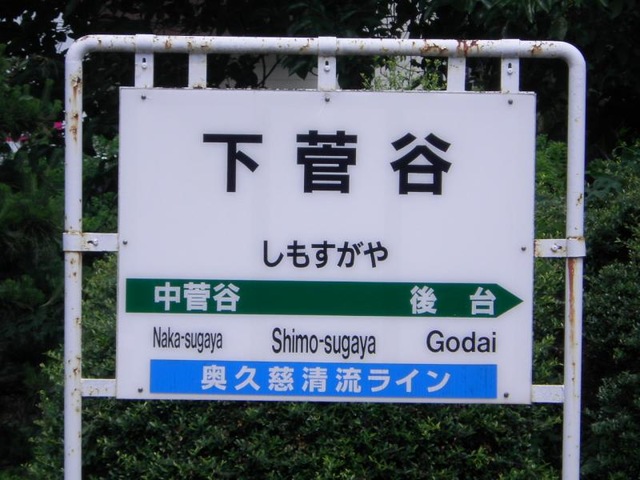 下菅谷
しもすがや
中菅谷 後台
Naka-sugaya Shimo-sugaya Godai
奥久慈清流ライン